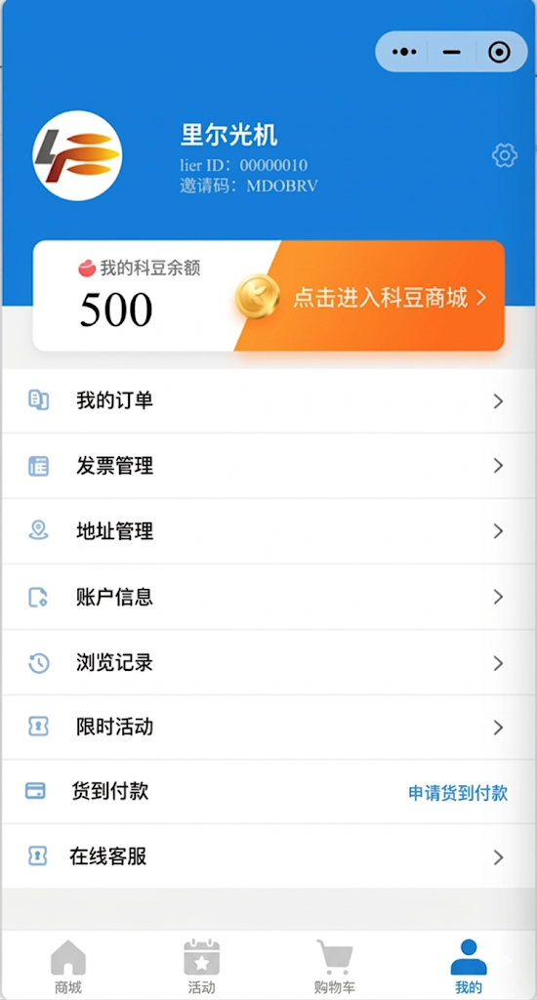 里尔光机
lier ID：00000010
邀请码：MDOBRV
我的科豆余额
500
点击进入科豆商城
我的订单
发票管理
地址管理
账户信息
浏览记录
限时活动
货到付款 申请货到付款
在线客服
商城 活动 购物车 我的